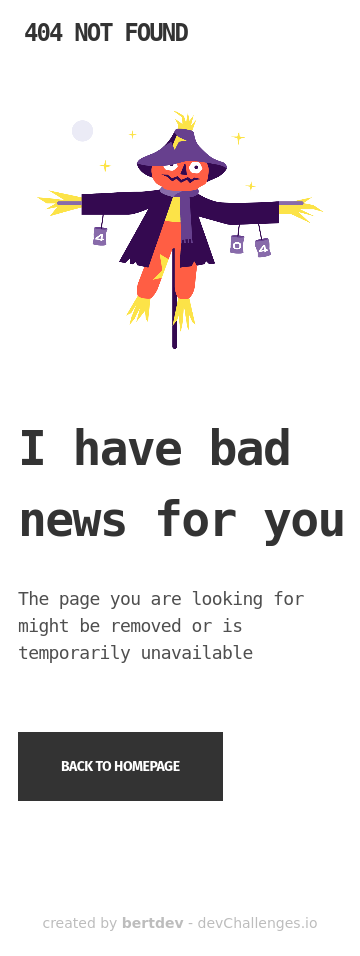 404 NOT FOUND
4
0
4
I have bad
news for you
The page you are looking for
might be removed or is
temporarily unavailable
BACK TO HOMEPAGE
created by bertdev - devChallenges.io